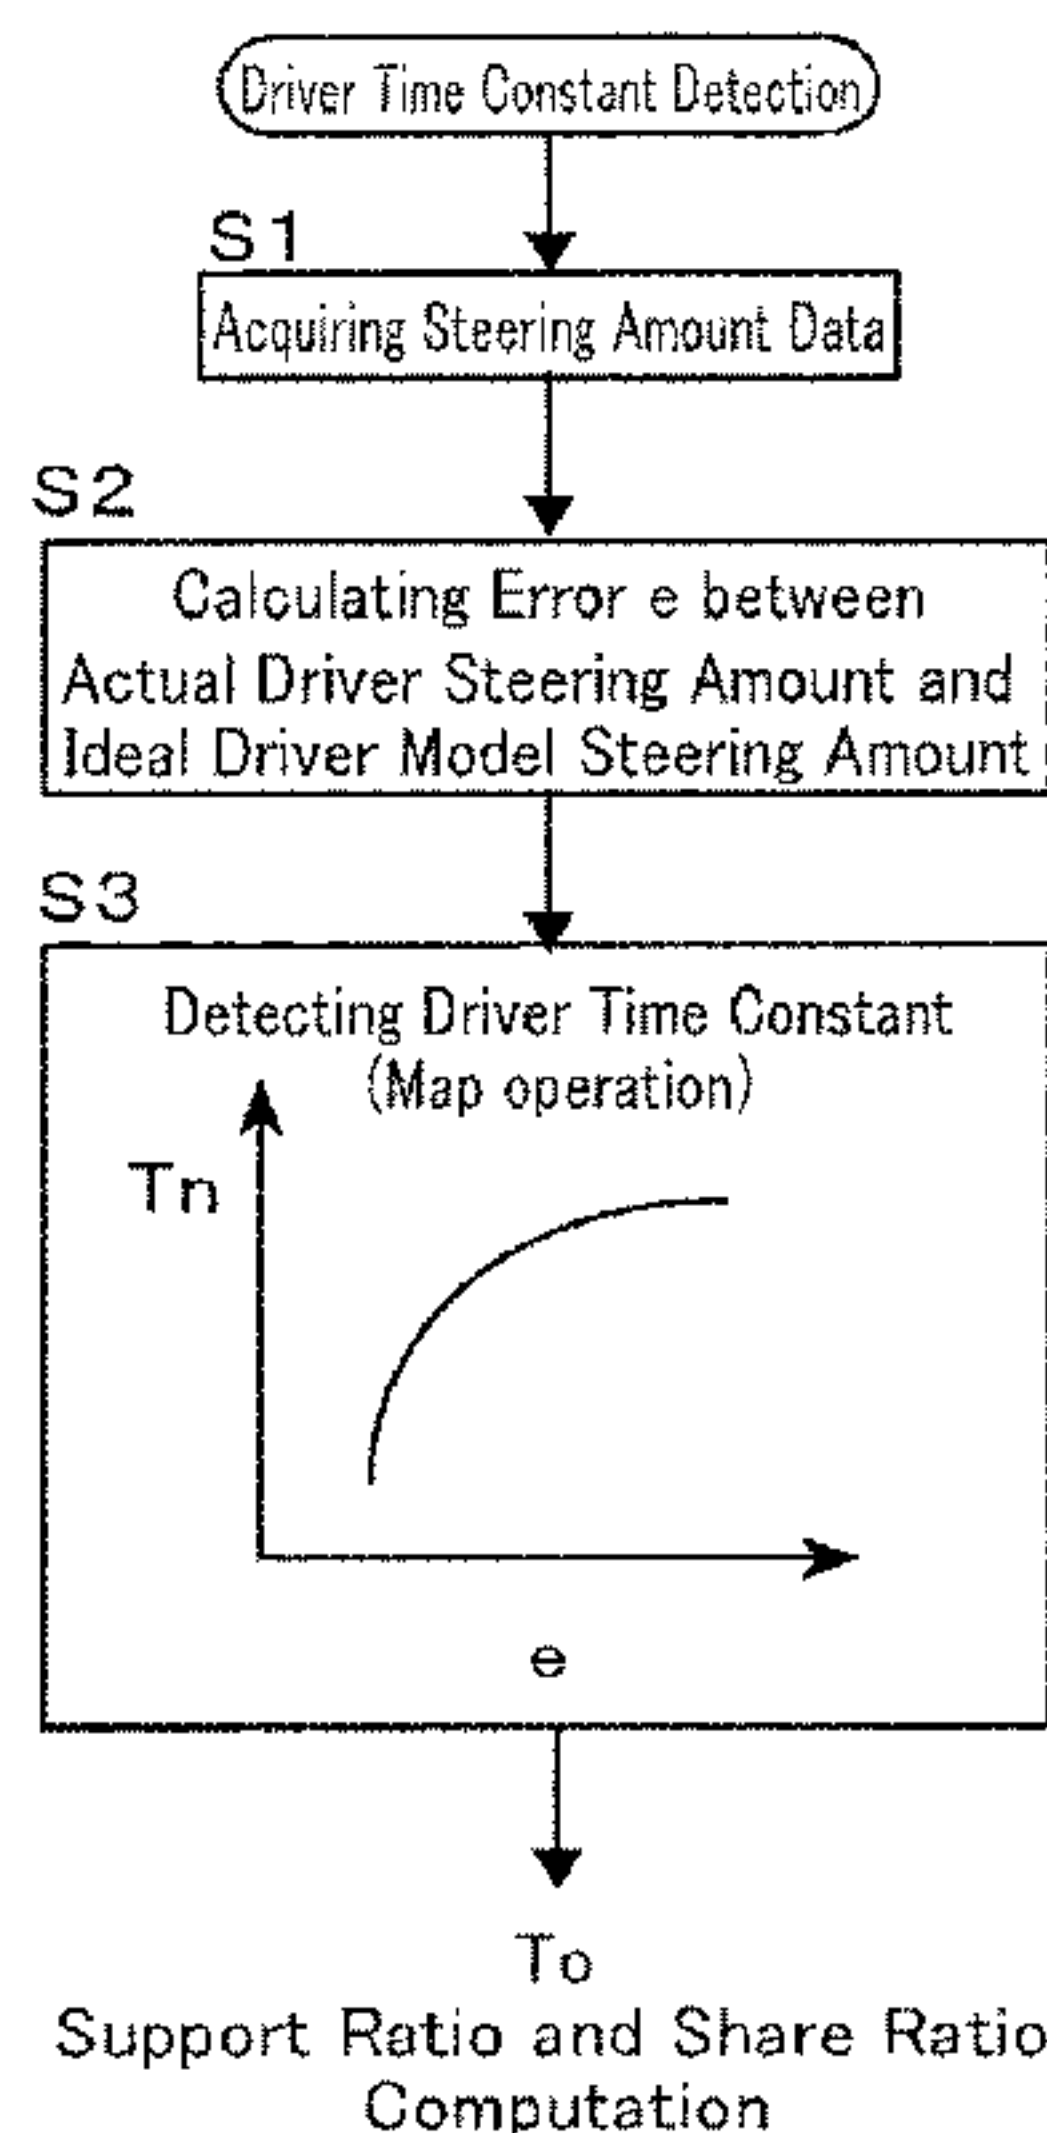 Driver Time Constant Detection
S1
Acquiring Steering Amount Data
S2
Calculating Error e between
Actual Driver Steering Amount and
Ideal Driver Model Steering Amount
S3
Detecting Driver Time Constant
(Map operation)
Tn
e
To
Support Ratio and Share Ratio
Computation